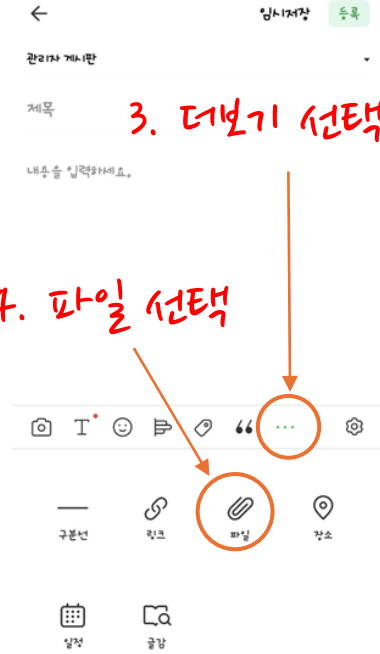 임시저장 등록
관리자 게시판
제목
3. 더보기 선택
내용을 입력하세요.
4. 파일 선택
T
구분선 링크 파일 장소
일정 글감